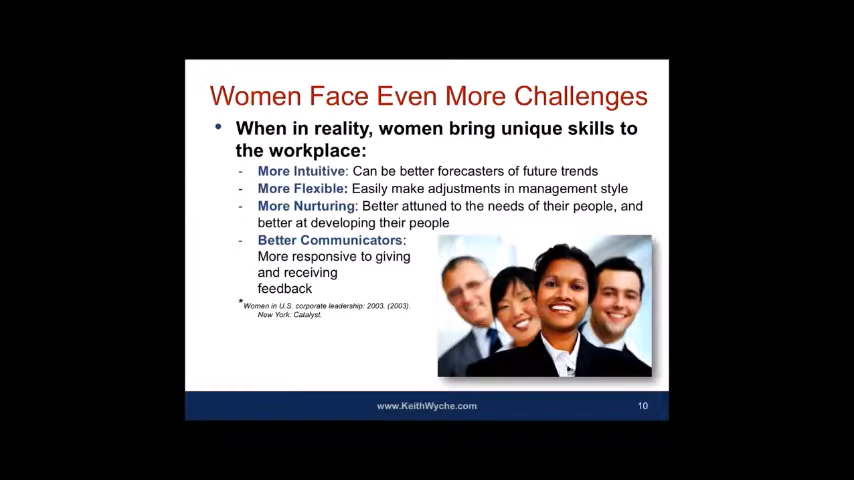 Women Face Even More Challenges
• When in reality, women bring unique skills to
the workplace:
- More Intuitive: Can be better forecasters of future trends
- More Flexible: Easily make adjustments in management style
- More Nurturing: Better attuned to the needs of their people, and
better at developing their people
- Better Communicators:
More responsive to giving
and receiving
feedback
*Women in U.S. corporate leadership: 2003. (2003).
New York: Catalyst.
www.KeithWyche.com
10